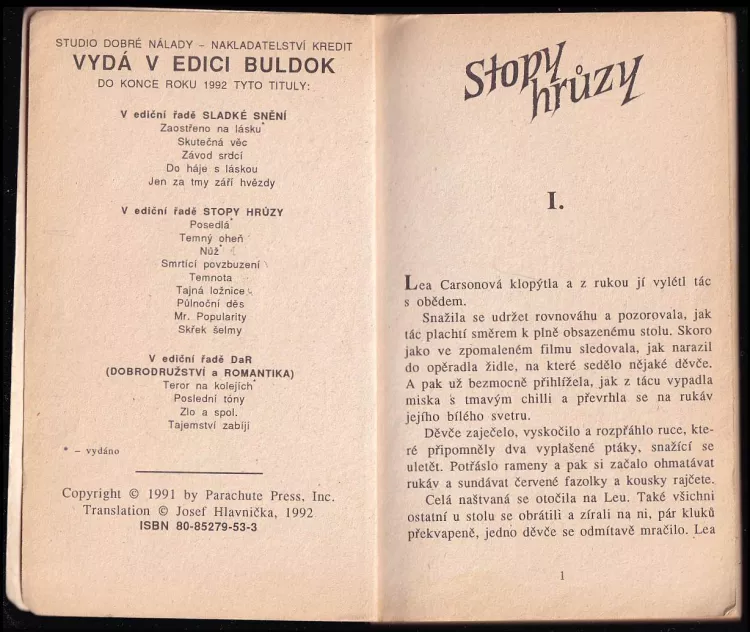 STUDIO DOBRÉ NÁLADY – NAKLADATELSTVÍ KREDIT
VYDÁ V EDICI BULDOK
DO KONCE ROKU 1992 TYTO TITULY:
V ediční řadě SLADKÉ SNĚNÍ
Zaostřeno na lásku*
Skutečná věc
Závod srdcí
Do háje s láskou
Jen za tmy září hvězdy
V ediční řadě STOPY HRŮZY
Posedlá*
Temný oheň
Nůž*
Smrtící povzbuzení
Temnota
Tajná ložnice
Půlnoční děs
Mr. Popularity
Skřek šelmy
V ediční řadě DaR
(DOBRODRUŽSTVÍ a ROMANTIKA)
Teror na kolejích*
Poslední tóny
Zlo a spol.
Tajemství zabíjí
* – vydáno
Copyright © 1991 by Parachute Press, Inc.
Translation © Josef Hlavnička, 1992
ISBN 80-85279-53-3
Stopy
hrůzy
I.
Lea Carsonová klopýtla a z rukou jí vylétl tác
s obědem.
Snažila se udržet rovnováhu a pozorovala, jak
tác plachtí směrem k plně obsazenému stolu. Skoro
jako ve zpomaleném filmu sledovala, jak narazil
do opěradla židle, na které sedělo nějaké děvče.
A pak už bezmocně přihlížela, jak z tácu vypadla
miska s tmavým chilli a převrhla se na rukáv
jejího bílého svetru.
Děvče zaječelo, vyskočilo a rozpřáhlo ruce, kte-
ré připomněly dva vyplašené ptáky, snažící se
uletět. Potřáslo rameny a pak si začalo ohmatávat
rukáv a sundávat červené fazolky a kousky rajčete.
Celá naštvaná se otočila na Leu. Také všichni
ostatní u stolu se obrátili a zírali na ni, pár kluků
překvapeně, jedno děvče se odmítavě mračilo. Lea
1